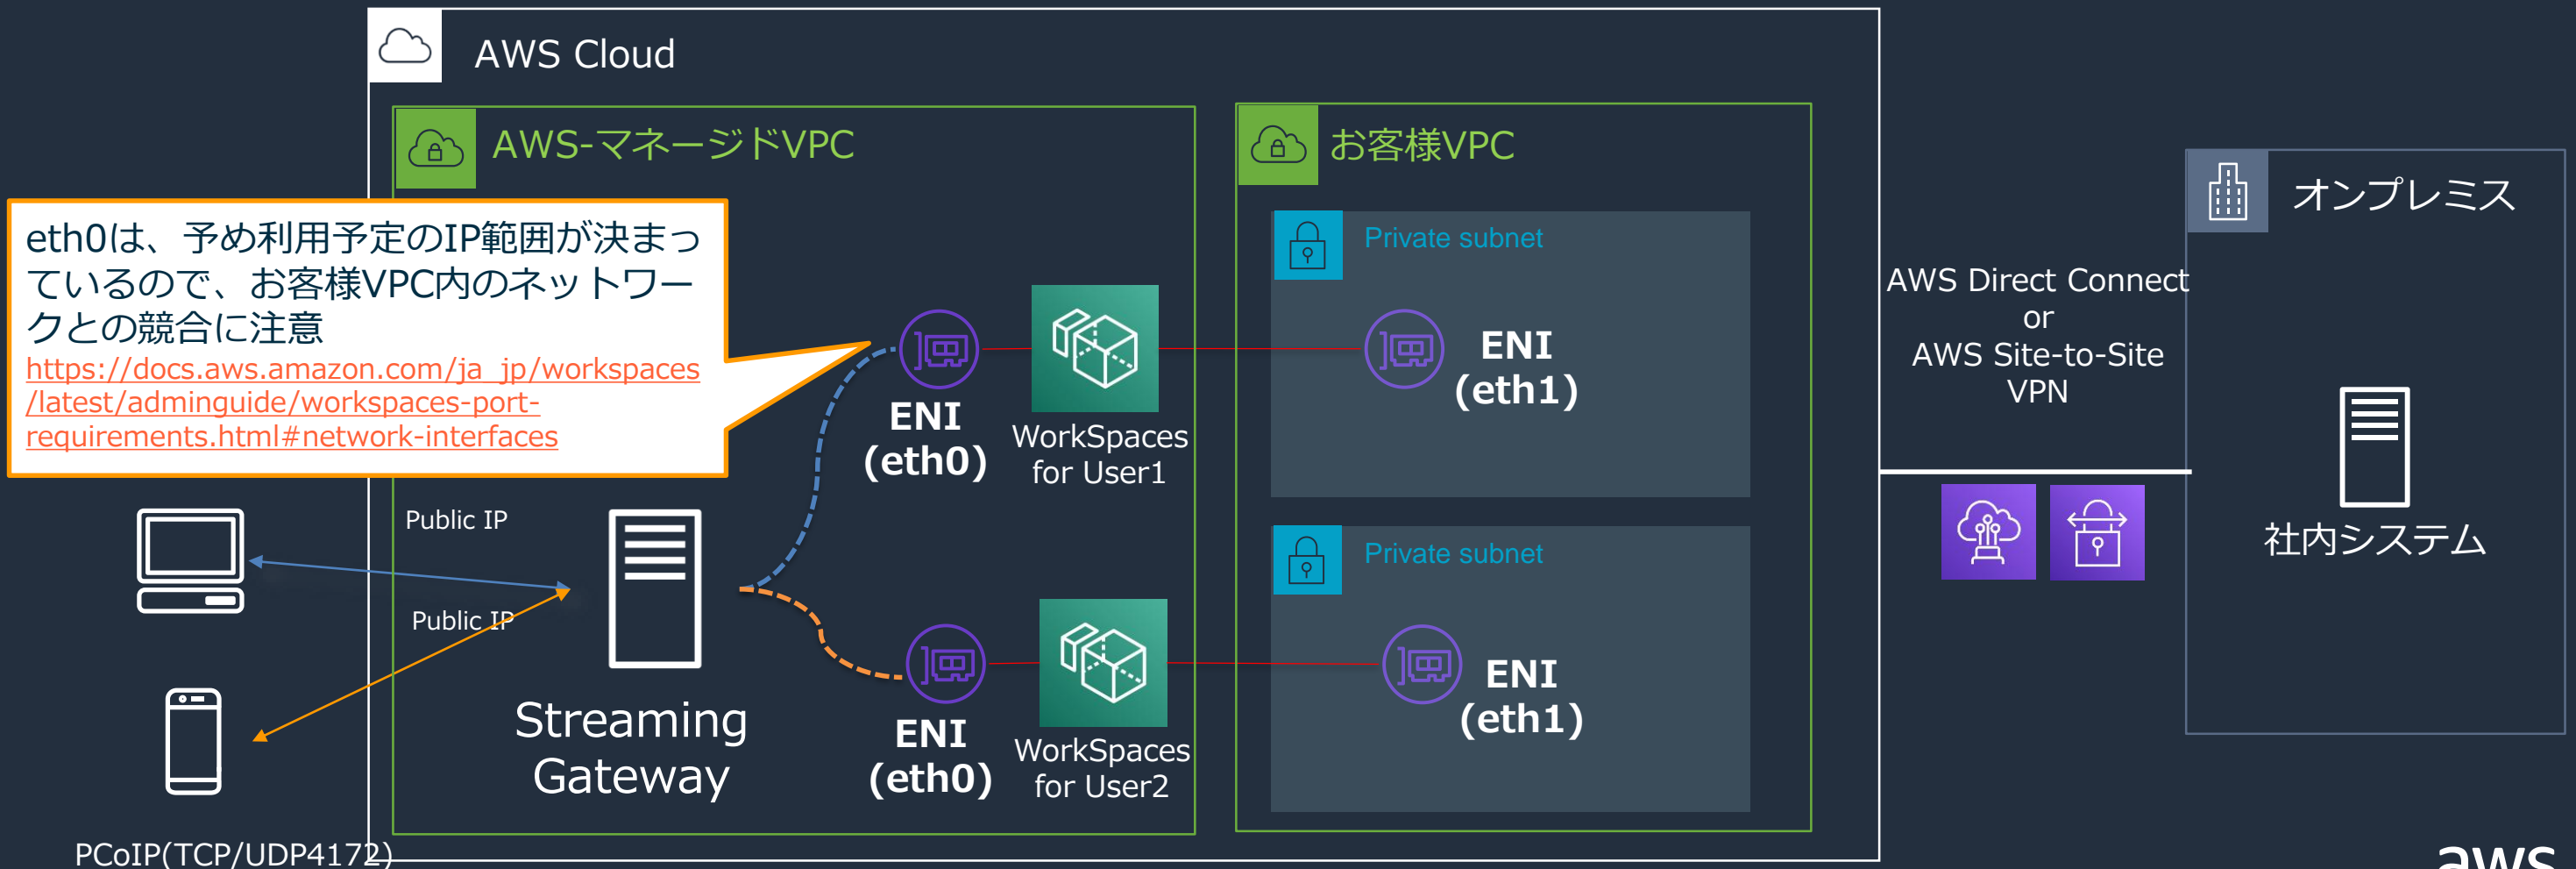 AWS Cloud
AWS-マネージドVPC
お客様VPC
オンプレミス
eth0は、予め利用予定のIP範囲が決まっ
ているので、お客様VPC内のネットワー
クとの競合に注意
https://docs.aws.amazon.com/ja_jp/workspaces
/latest/adminguide/workspaces-port-
requirements.html#network-interfaces
Private subnet
ENI
(eth1)
ENI
(eth0)
WorkSpaces
for User1
AWS Direct Connect
or
AWS Site-to-Site
VPN
社内システム
Public IP
Public IP
Streaming
Gateway
Private subnet
ENI
(eth1)
ENI
(eth0)
WorkSpaces
for User2
PCoIP(TCP/UDP4172)
aws